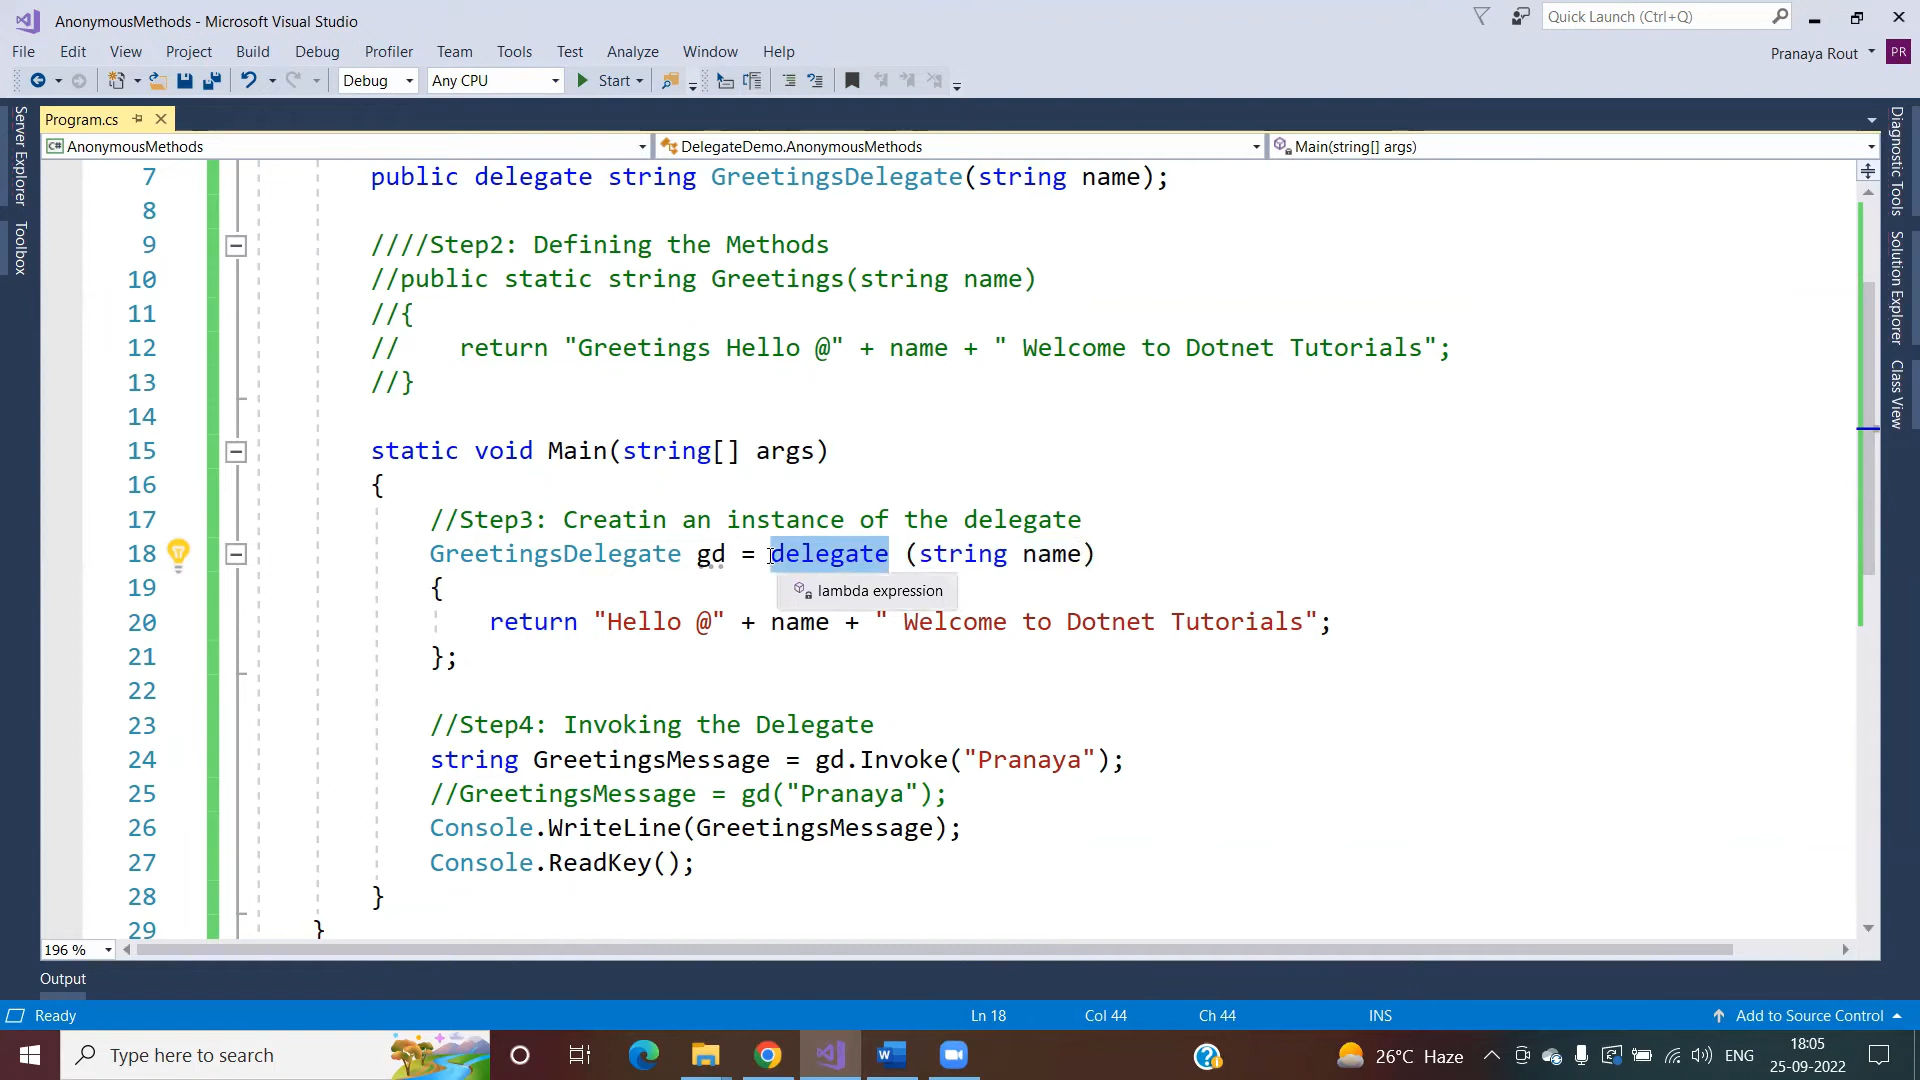 AnonymousMethods - Microsoft Visual Studio
Quick Launch (Ctrl+Q)
File Edit View Project Build Debug Profiler Team Tools Test Analyze Window Help
Pranaya Rout PR
Debug Any CPU Start
Server Explorer
Toolbox
Program.cs
AnonymousMethods DelegateDemo.AnonymousMethods Main(string[] args)
Diagnostic Tools
Solution Explorer
Class View
7 public delegate string GreetingsDelegate(string name);
8
9 ////Step2: Defining the Methods
10 //public static string Greetings(string name)
11 //{
12 //    return "Greetings Hello @" + name + " Welcome to Dotnet Tutorials";
13 //}
14
15 static void Main(string[] args)
16 {
17 //Step3: Creatin an instance of the delegate
18 GreetingsDelegate gd = delegate (string name)
19 {
lambda expression
20 return "Hello @" + name + " Welcome to Dotnet Tutorials";
21 };
22
23 //Step4: Invoking the Delegate
24 string GreetingsMessage = gd.Invoke("Pranaya");
25 //GreetingsMessage = gd("Pranaya");
26 Console.WriteLine(GreetingsMessage);
27 Console.ReadKey();
28 }
29 }
196 %
Output
Ready Ln 18 Col 44 Ch 44 INS Add to Source Control
Type here to search
26°C Haze ENG
18:05
25-09-2022